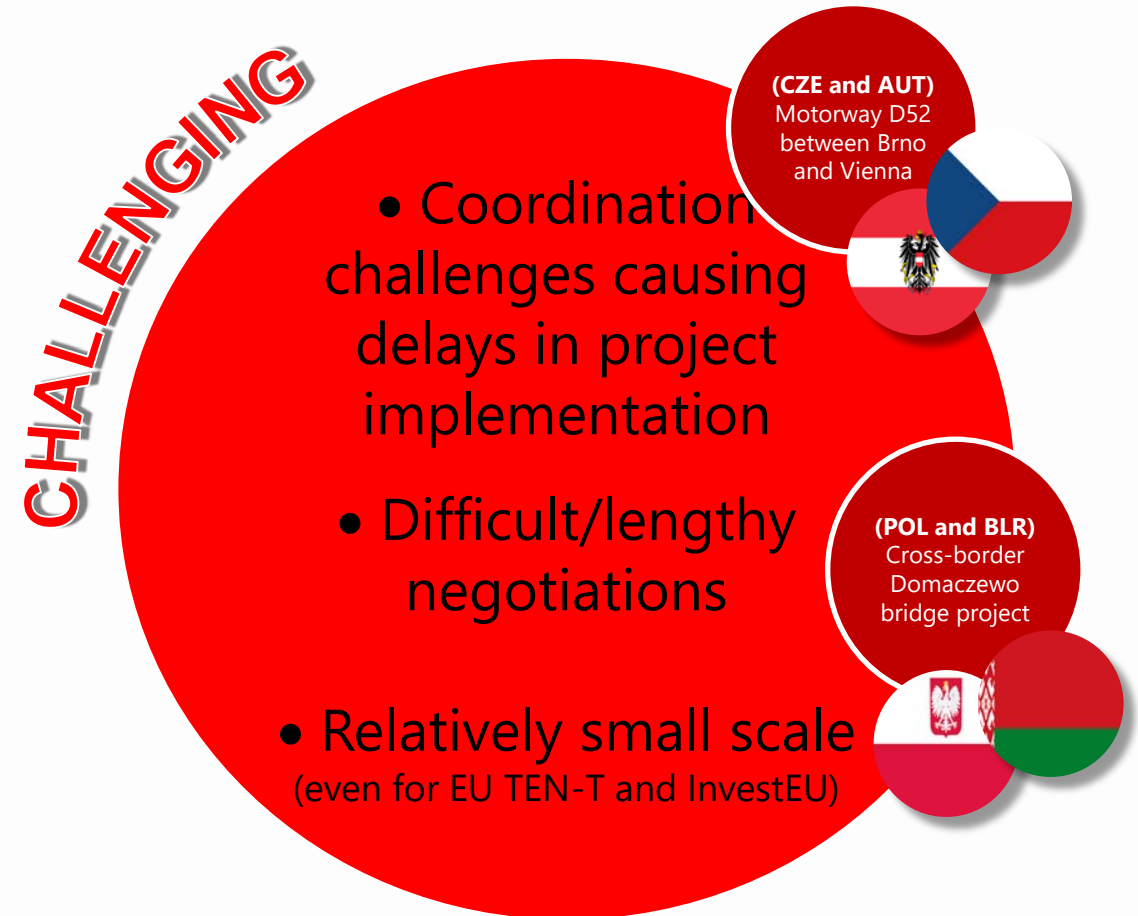 CHALLENGING
• Coordination
challenges causing
delays in project
implementation
• Difficult/lengthy
negotiations
• Relatively small scale
(even for EU TEN-T and InvestEU)
(CZE and AUT)
Motorway D52
between Brno
and Vienna
(POL and BLR)
Cross-border
Domaczewo
bridge project